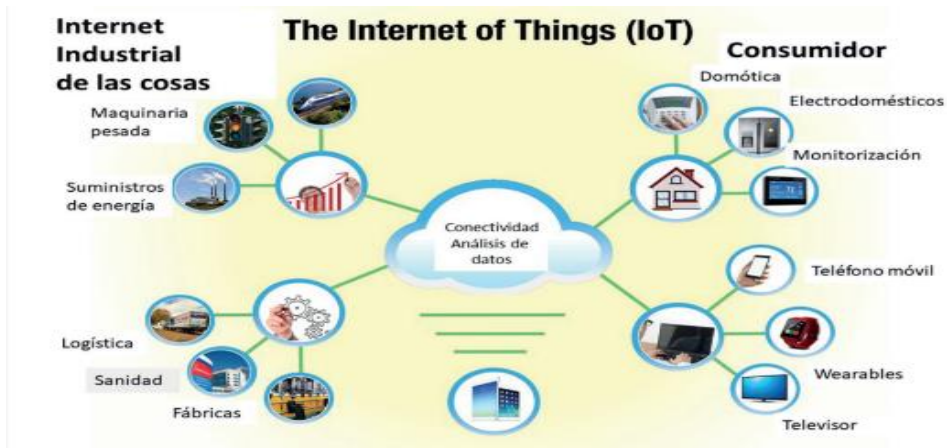 The Internet of Things (IoT)
Internet
Industrial
de las cosas
Maquinaria
pesada
Suministros
de energía
Logística
Sanidad
Fábricas
Conectividad
Análisis de
datos
Consumidor
Domótica
Electrodomésticos
Monitorización
Teléfono móvil
Wearables
Televisor